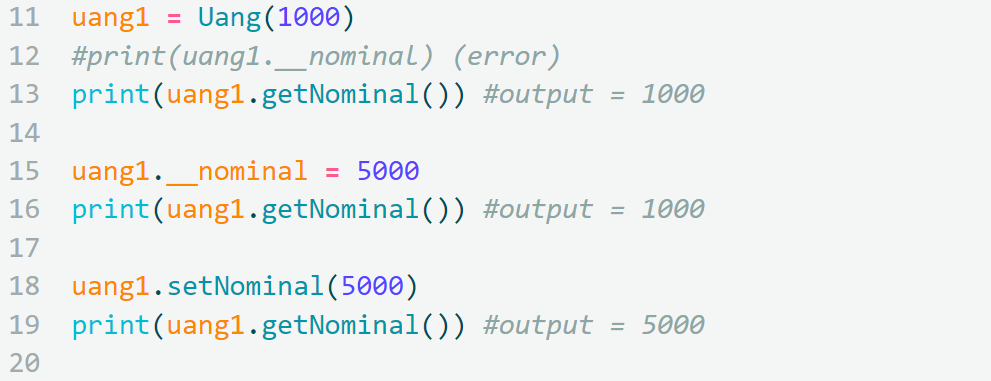 11 uang1 = Uang(1000)
12 #print(uang1.__nominal) (error)
13 print(uang1.getNominal()) #output = 1000
14
15 uang1.__nominal = 5000
16 print(uang1.getNominal()) #output = 1000
17
18 uang1.setNominal(5000)
19 print(uang1.getNominal()) #output = 5000
20